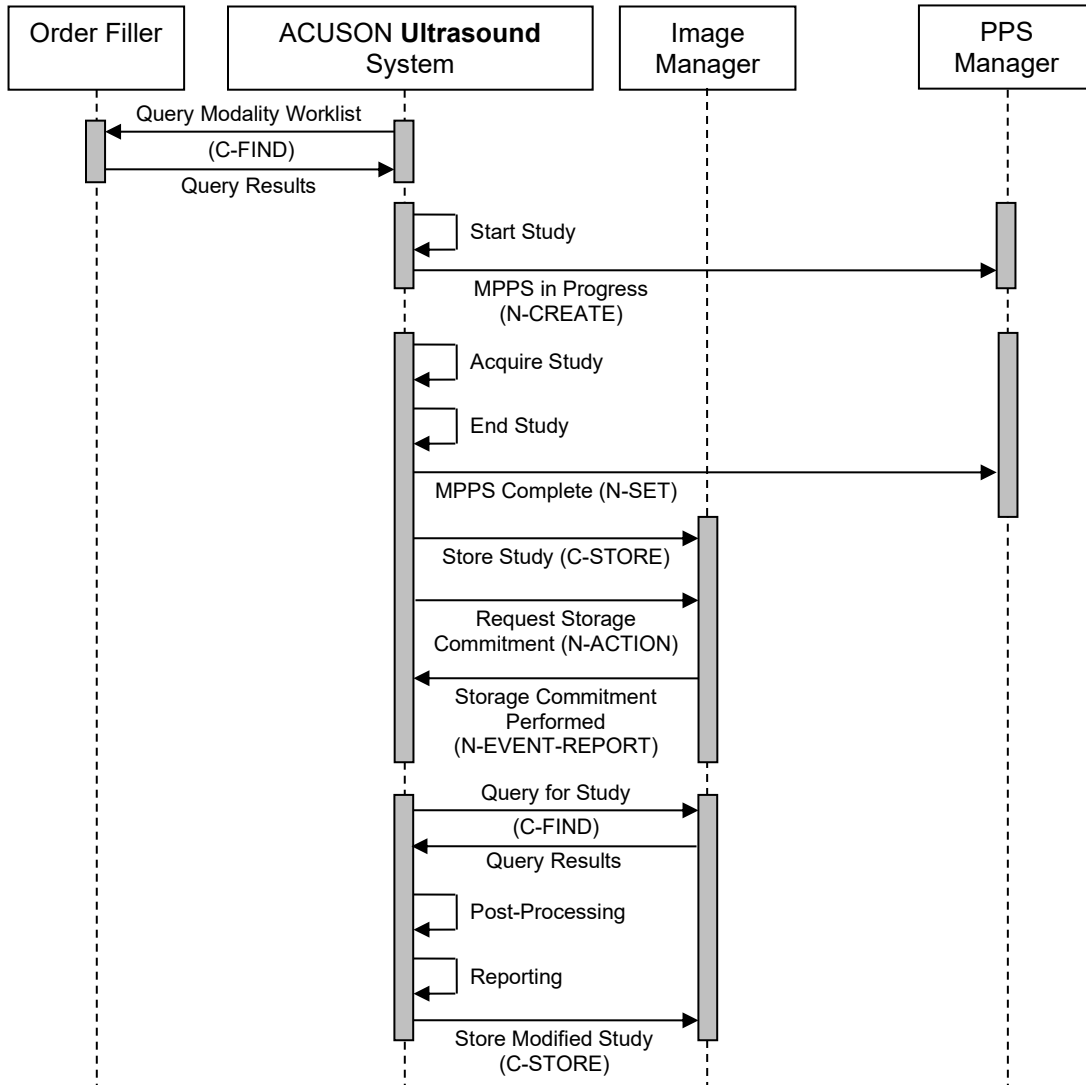 Order Filler
ACUSON Ultrasound
System
Image
Manager
PPS
Manager
Query Modality Worklist
(C-FIND)
Query Results
Start Study
MPPS in Progress
(N-CREATE)
Acquire Study
End Study
MPPS Complete (N-SET)
Store Study (C-STORE)
Request Storage
Commitment (N-ACTION)
Storage Commitment
Performed
(N-EVENT-REPORT)
Query for Study
(C-FIND)
Query Results
Post-Processing
Reporting
Store Modified Study
(C-STORE)